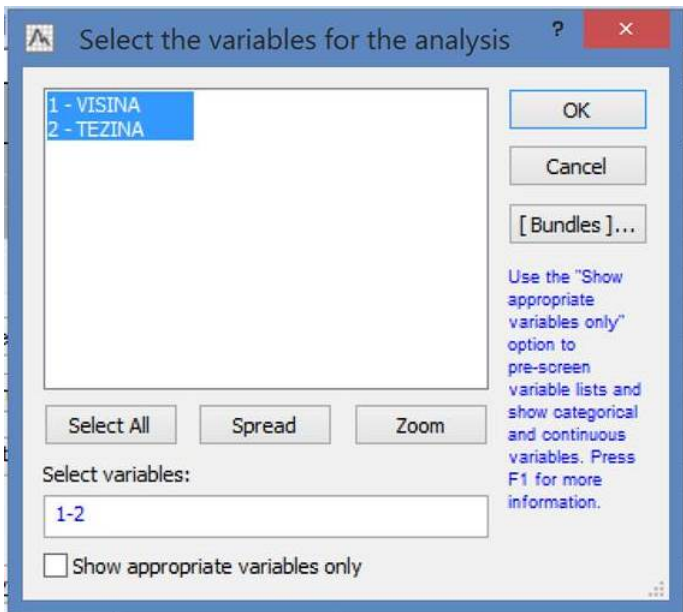 Select the variables for the analysis
?
×
1 - VISINA
2 - TEZINA
OK
Cancel
[ Bundles ]...
Use the "Show
appropriate
variables only"
option to
pre-screen
variable lists and
show categorical
and continuous
variables. Press
F1 for more
information.
Select All
Spread
Zoom
Select variables:
1-2
Show appropriate variables only